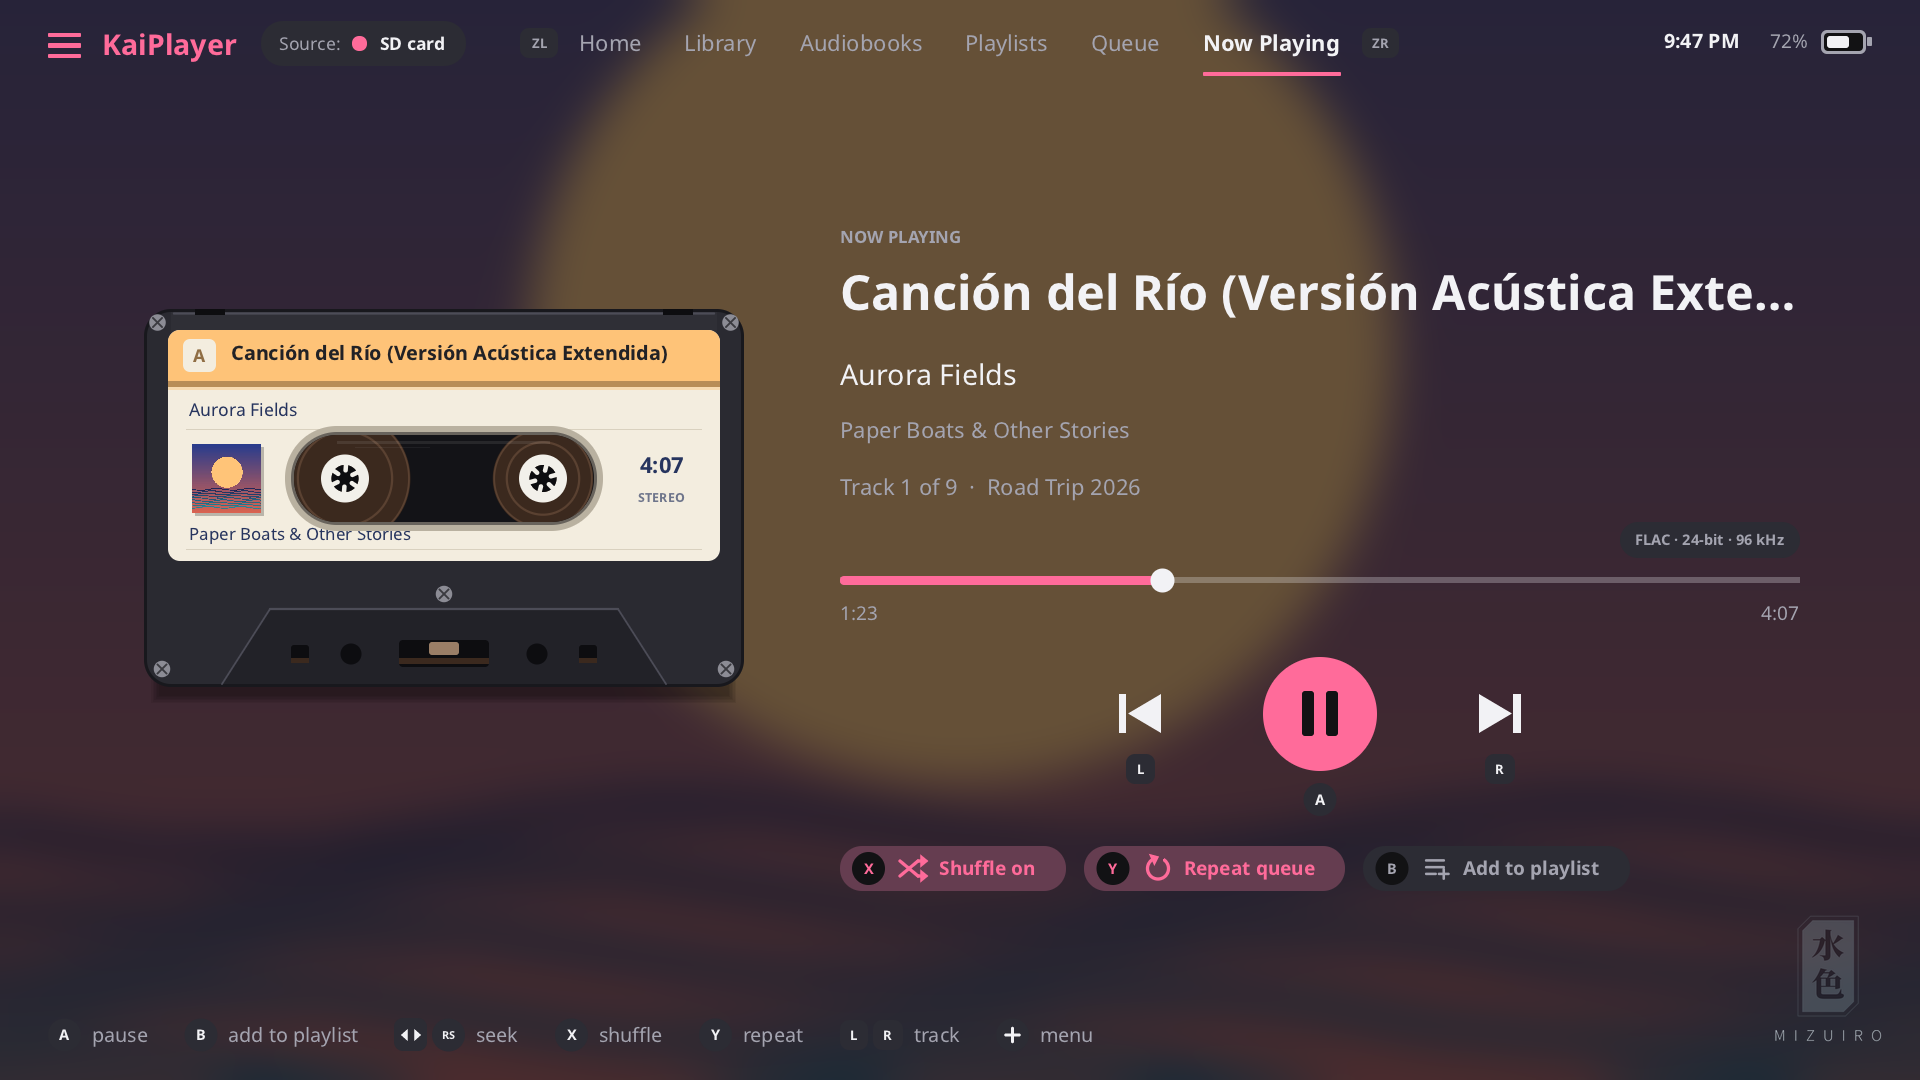 KaiPlayer
Source: SD card
ZL Home Library Audiobooks Playlists Queue Now Playing ZR
9:47 PM 72%
A Canción del Río (Versión Acústica Extendida)
Aurora Fields
4:07
STEREO
Paper Boats & Other Stories
NOW PLAYING
Canción del Río (Versión Acústica Exte...
Aurora Fields
Paper Boats & Other Stories
Track 1 of 9 · Road Trip 2026
FLAC · 24-bit · 96 kHz
1:23 4:07
L A R
X Shuffle on Y Repeat queue B Add to playlist
水色
MIZUIRO
A pause B add to playlist RS seek X shuffle Y repeat L R track + menu